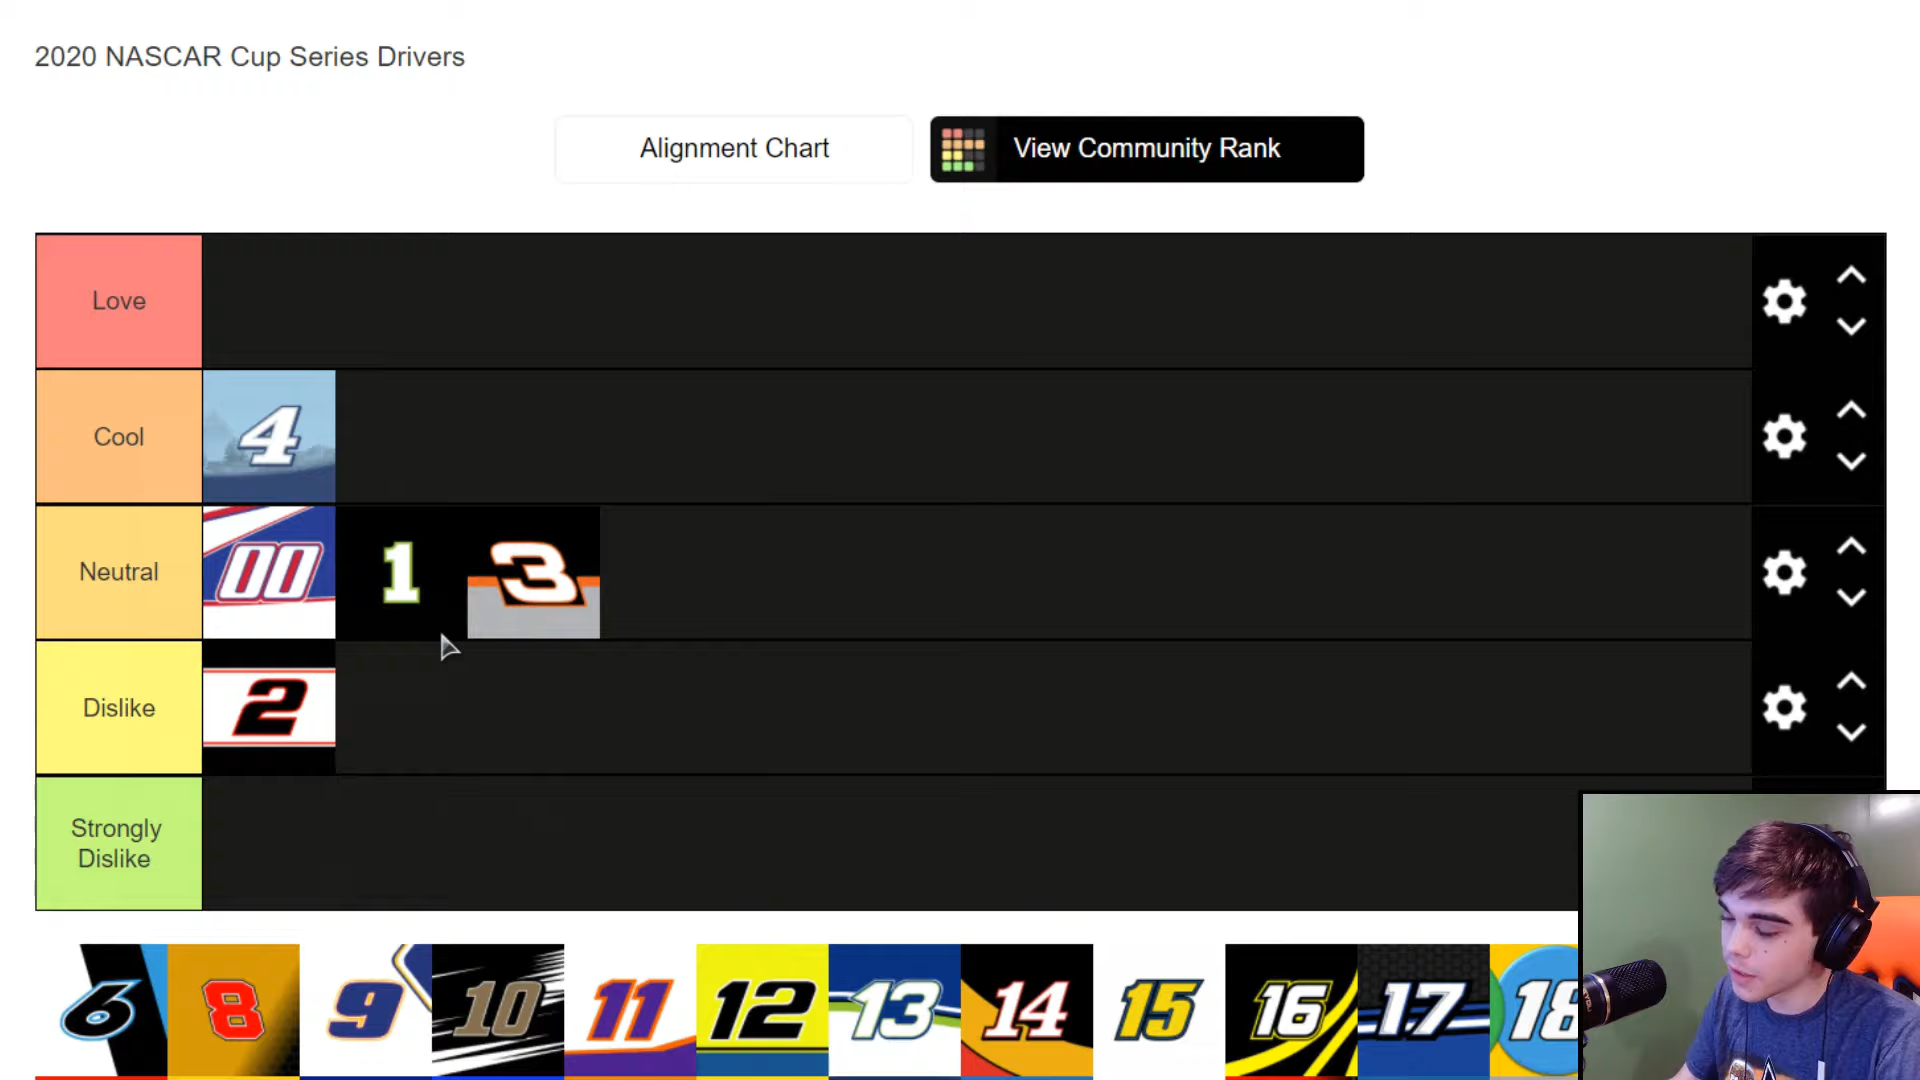 2020 NASCAR Cup Series Drivers
Alignment Chart
View Community Rank
Love
Cool
4
Neutral
00 1 3
Dislike
2
Strongly
Dislike
6 8 9 10 11 12 13 14 15 16 17 18